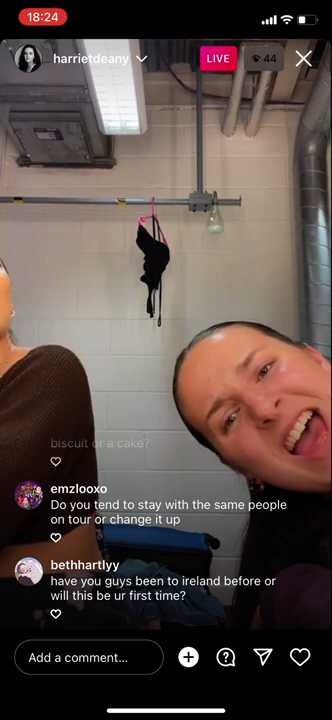 18:24
harrietdeany
LIVE
44
biscuit or a cake?
emzlooxo
Do you tend to stay with the same people
on tour or change it up
bethhartlyy
have you guys been to ireland before or
will this be ur first time?
Add a comment...